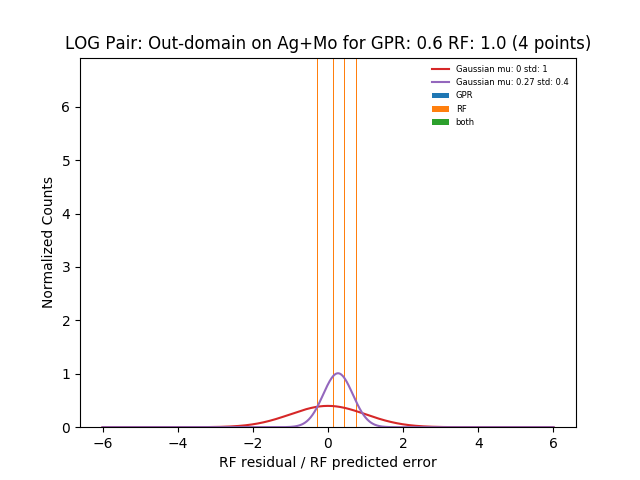 LOG Pair: Out-domain on Ag+Mo for GPR: 0.6 RF: 1.0 (4 points)
Gaussian mu: 0 std: 1
Gaussian mu: 0.27 std: 0.4
GPR
RF
both
Normalized Counts
6
5
4
3
2
1
0
−6 −4 −2 0 2 4 6
RF residual / RF predicted error